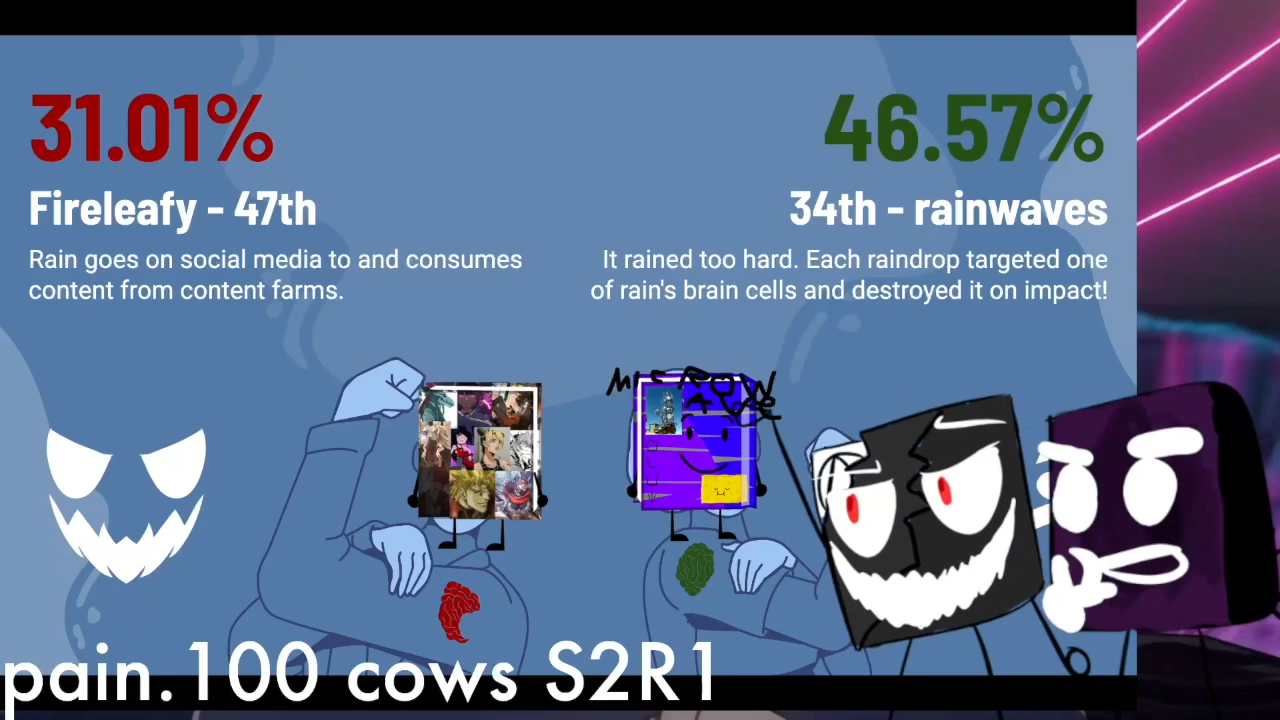 31.01%
Fireleafy - 47th
Rain goes on social media to and consumes
content from content farms.
46.57%
34th - rainwaves
It rained too hard. Each raindrop targeted one
of rain's brain cells and destroyed it on impact!
pain.100 cows S2R1